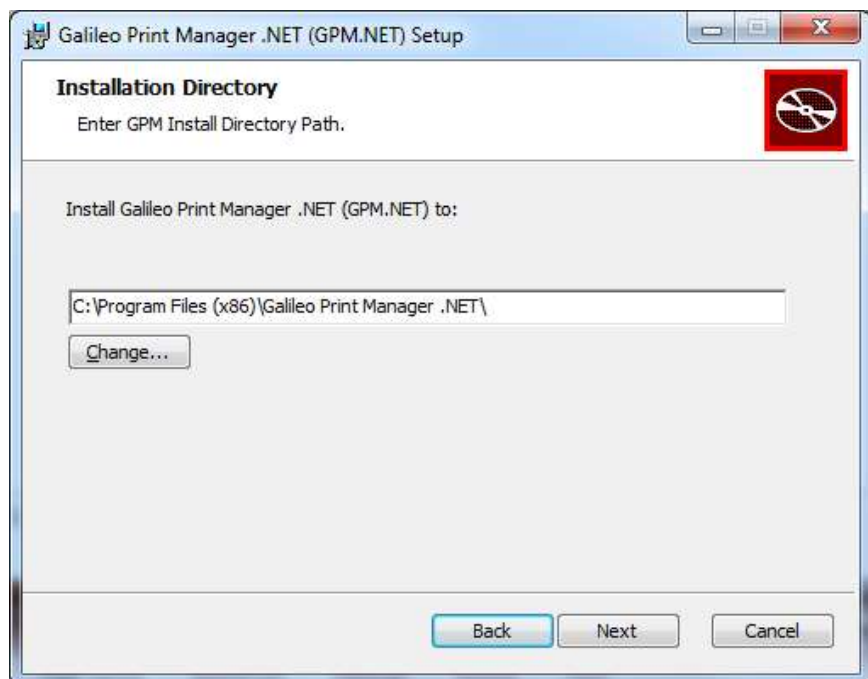 Galileo Print Manager .NET (GPM.NET) Setup
Installation Directory
Enter GPM Install Directory Path.
Install Galileo Print Manager .NET (GPM.NET) to:
C:\Program Files (x86)\Galileo Print Manager .NET\
Change...
Back Next Cancel